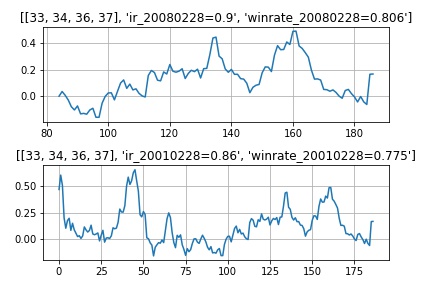 [[33, 34, 36, 37], 'ir_20080228=0.9', 'winrate_20080228=0.806']
0.4
0.2
0.0
80 100 120 140 160 180
[[33, 34, 36, 37], 'ir_20010228=0.86', 'winrate_20010228=0.775']
0.50
0.25
0.00
0 25 50 75 100 125 150 175